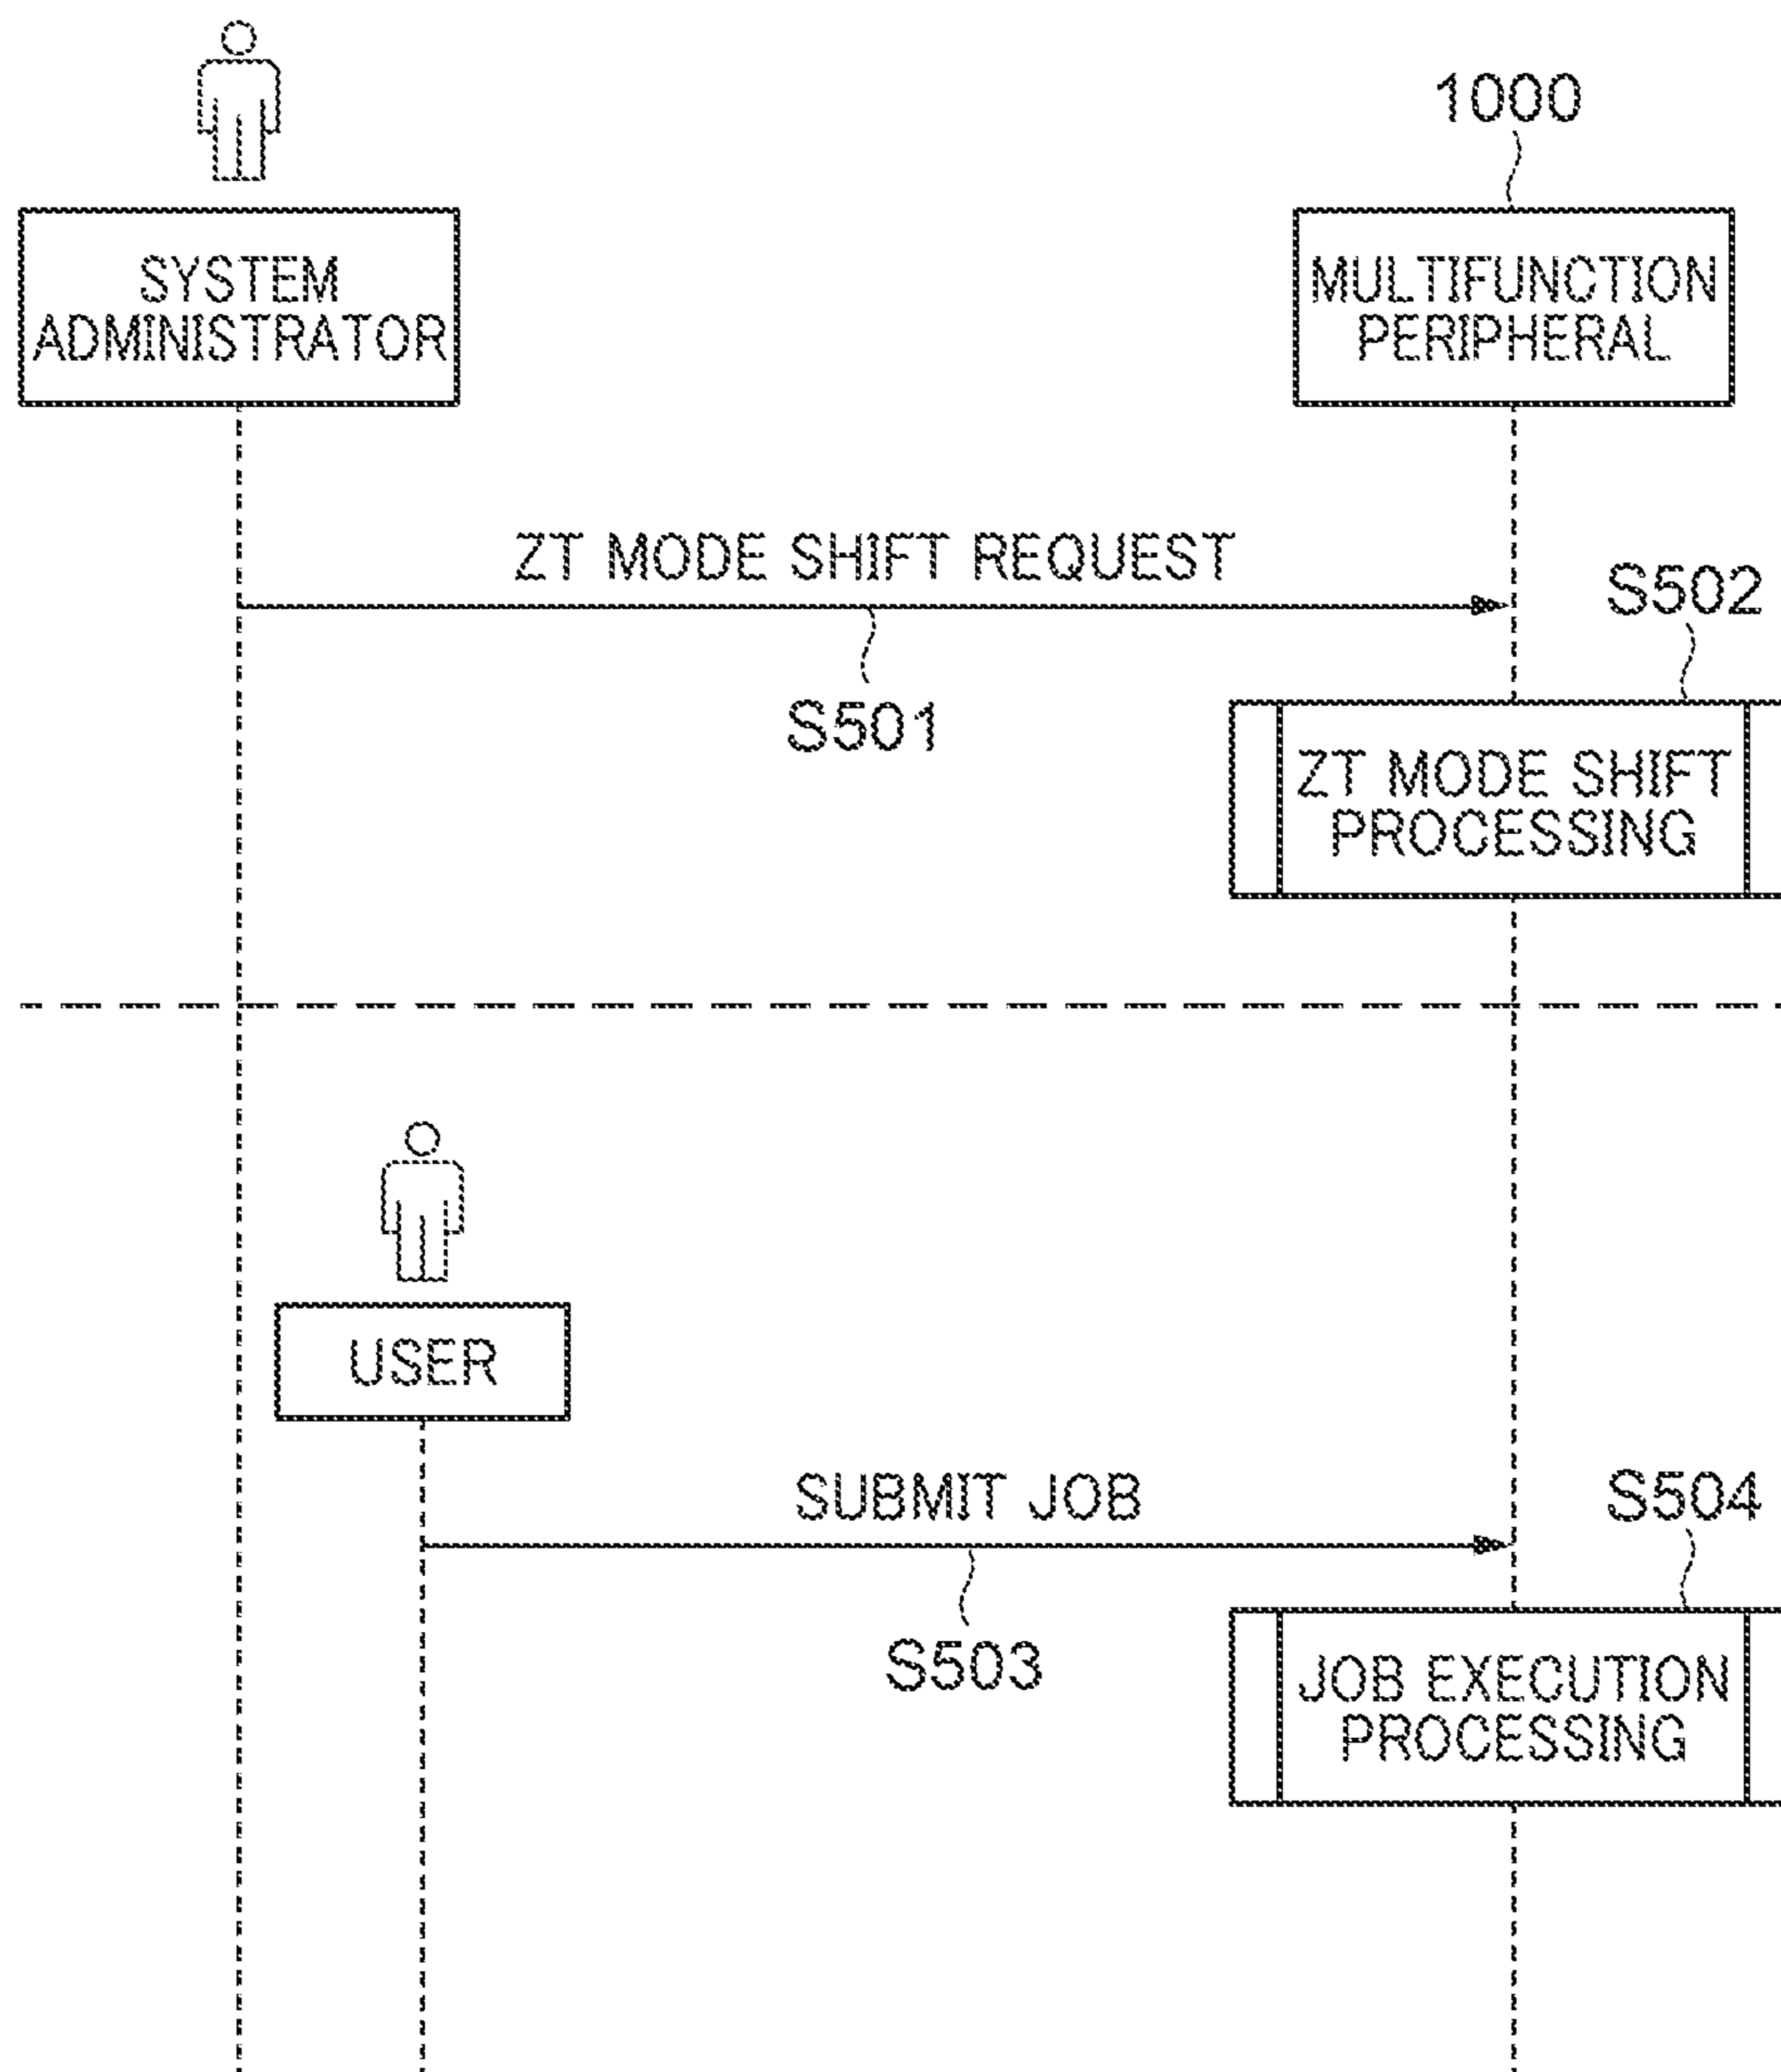 1000
SYSTEM
ADMINISTRATOR
MULTIFUNCTION
PERIPHERAL
ZT MODE SHIFT REQUEST
S501
S502
ZT MODE SHIFT
PROCESSING
USER
SUBMIT JOB
S503
S504
JOB EXECUTION
PROCESSING